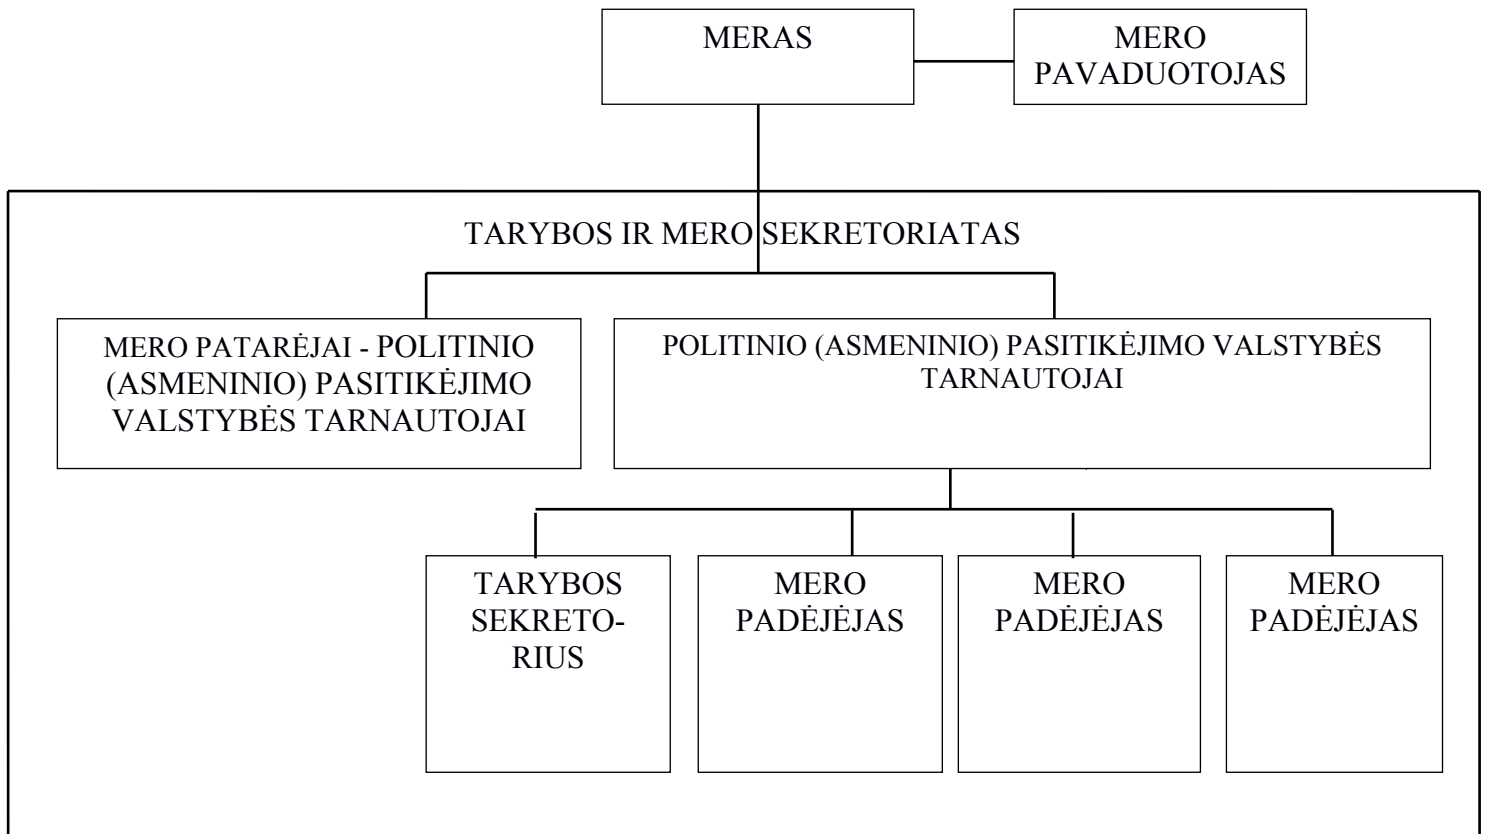 MERAS
MERO
PAVADUOTOJAS
TARYBOS IR MERO SEKRETORIATAS
MERO PATARĖJAI - POLITINIO
(ASMENINIO) PASITIKĖJIMO
VALSTYBĖS TARNAUTOJAI
POLITINIO (ASMENINIO) PASITIKĖJIMO VALSTYBĖS
TARNAUTOJAI
TARYBOS
SEKRETO-
RIUS
MERO
PADĖJĖJAS
MERO
PADĖJĖJAS
MERO
PADĖJĖJAS